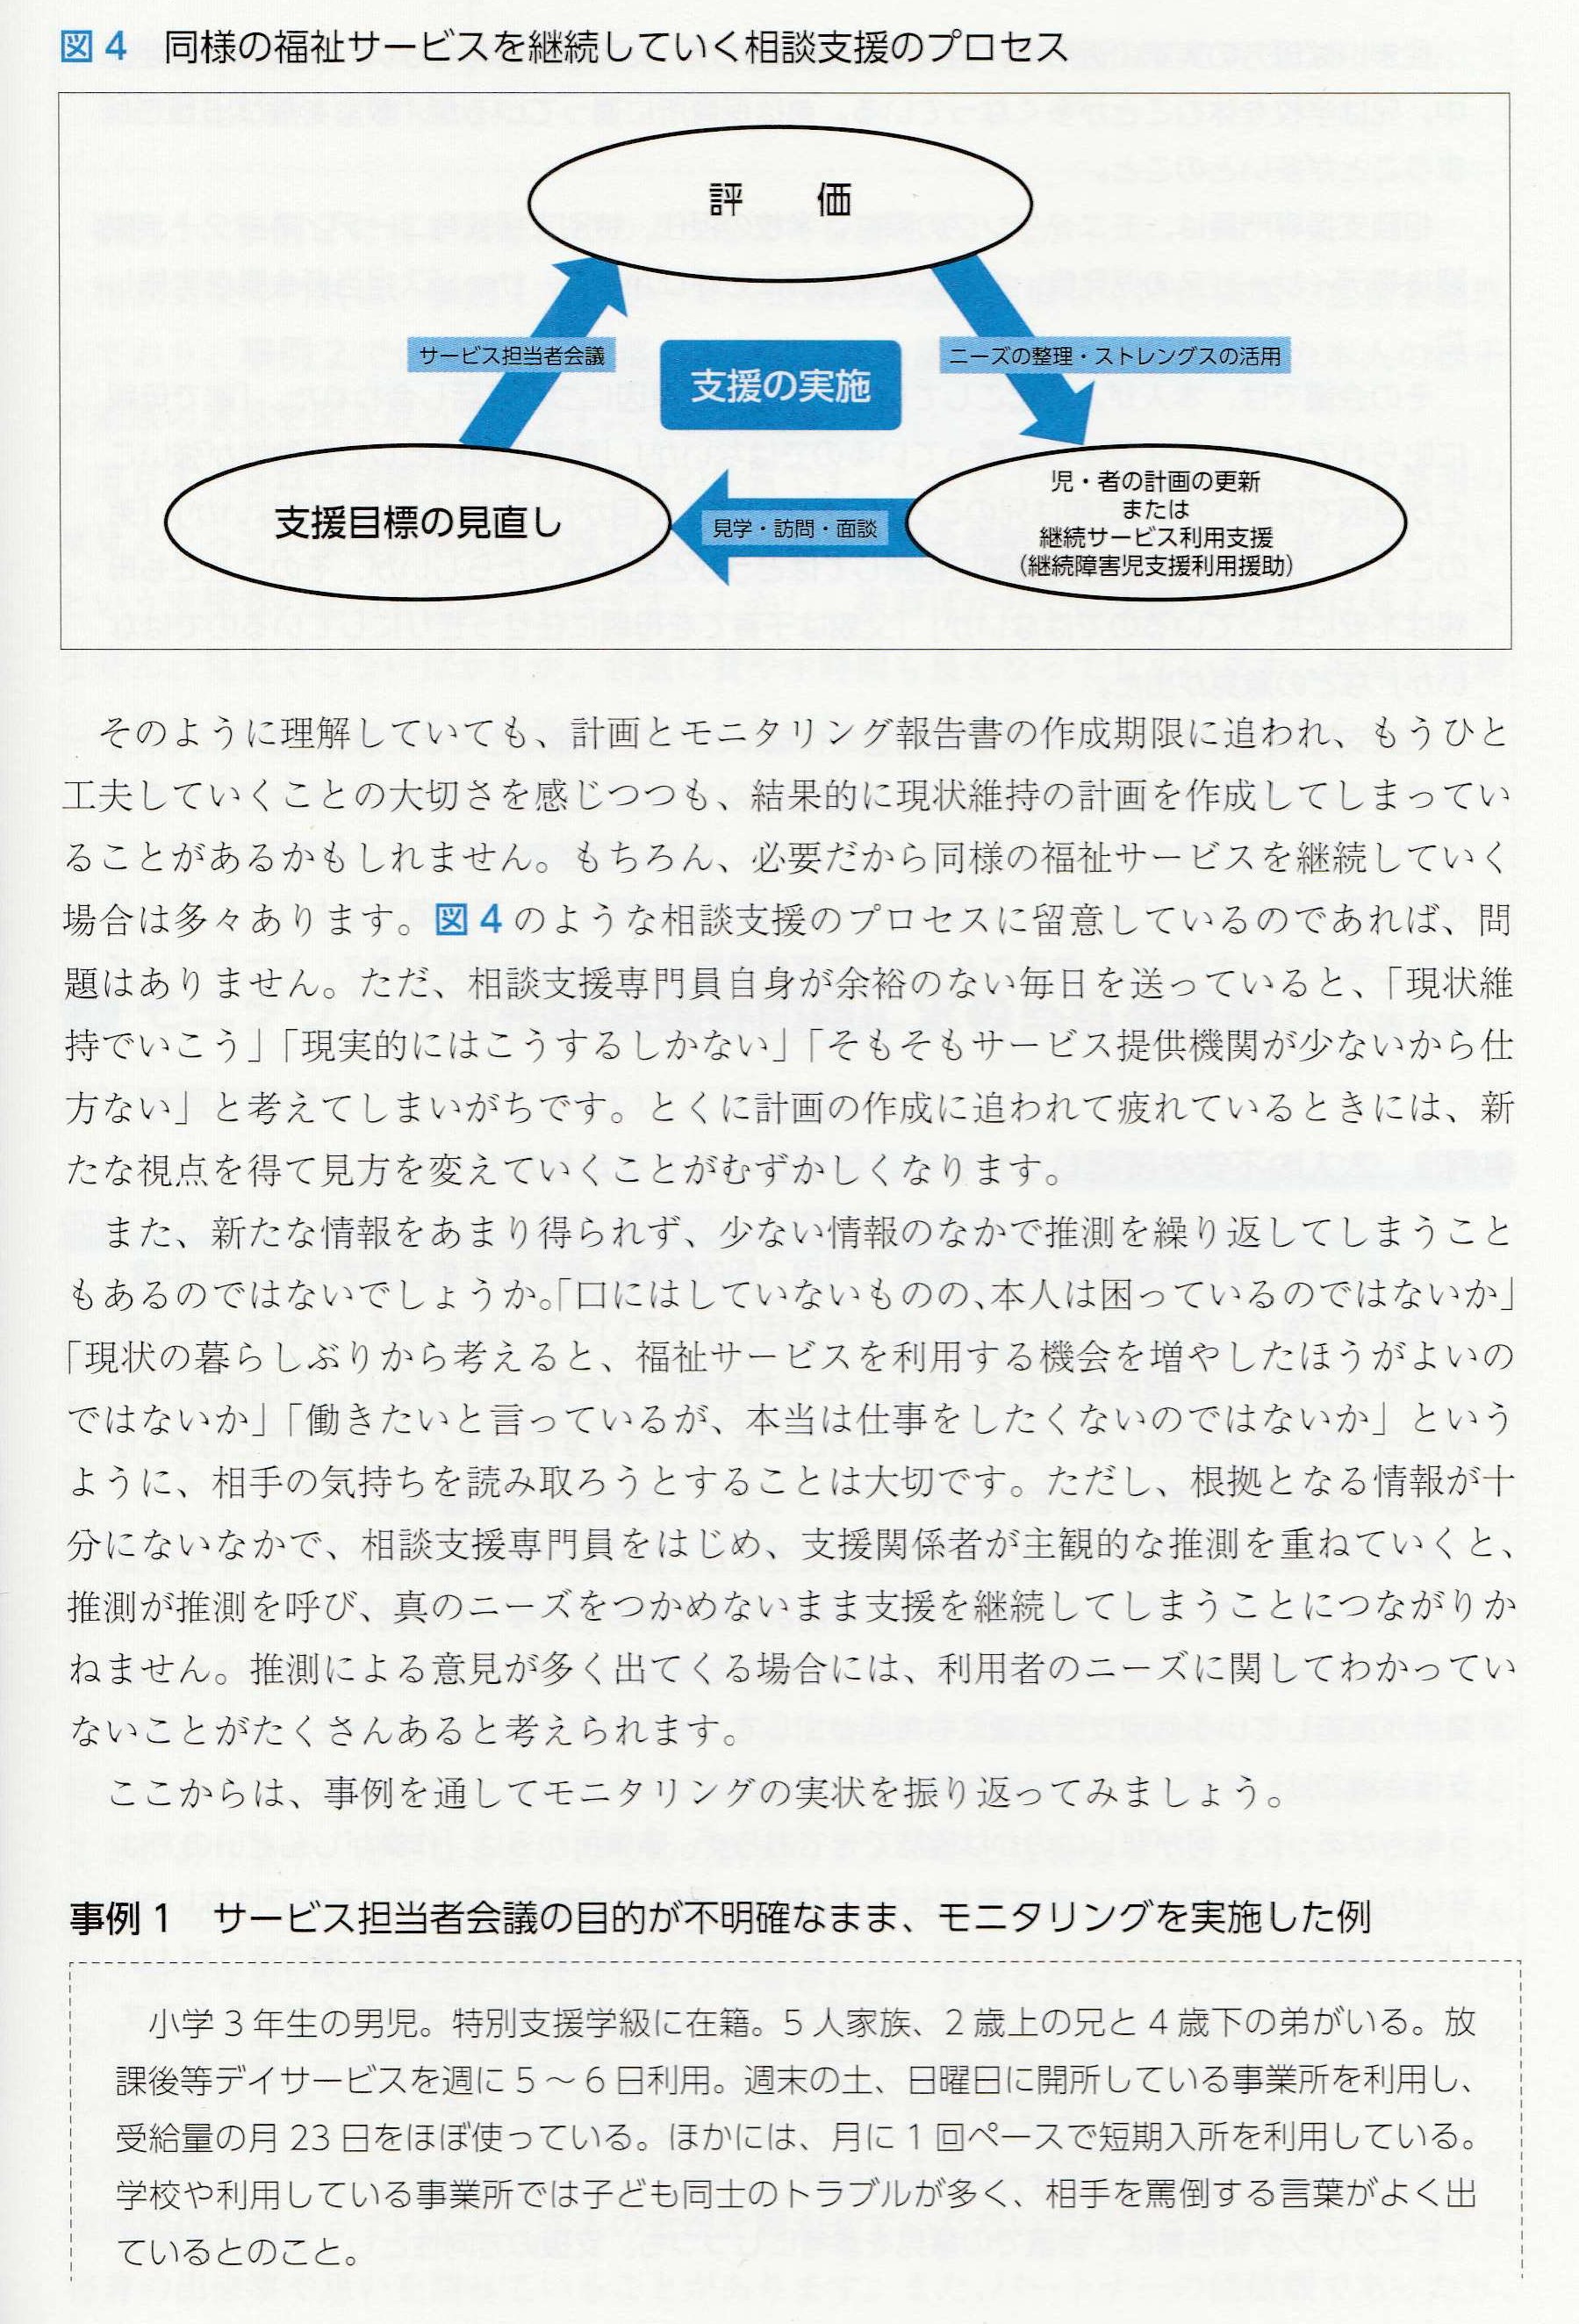 図4 同様の福祉サービスを継続していく相談支援のプロセス
評　価
サービス担当者会議
支援の実施
ニーズの整理・ストレングスの活用
支援目標の見直し
見学・訪問・面談
児・者の計画の更新
または
継続サービス利用支援
（継続障害児支援利用援助）
そのように理解していても、計画とモニタリング報告書の作成期限に追われ、もうひと
工夫していくことの大切さを感じつつも、結果的に現状維持の計画を作成してしまってい
ることがあるかもしれません。もちろん、必要だから同様の福祉サービスを継続していく
場合は多々あります。図4のような相談支援のプロセスに留意しているのであれば、問
題はありません。ただ、相談支援専門員自身が余裕のない毎日を送っていると、「現状維
持でいこう」「現実的にはこうするしかない」「そもそもサービス提供機関が少ないから仕
方ない」と考えてしまいがちです。とくに計画の作成に追われて疲れているときには、新
たな視点を得て見方を変えていくことがむずかしくなります。
また、新たな情報をあまり得られず、少ない情報のなかで推測を繰り返してしまうこと
もあるのではないでしょうか。「口にはしていないものの、本人は困っているのではないか」
「現状の暮らしぶりから考えると、福祉サービスを利用する機会を増やしたほうがよいの
ではないか」「働きたいと言っているが、本当は仕事をしたくないのではないか」という
ように、相手の気持ちを読み取ろうとすることは大切です。ただし、根拠となる情報が十
分にないなかで、相談支援専門員をはじめ、支援関係者が主観的な推測を重ねていくと、
推測が推測を呼び、真のニーズをつかめないまま支援を継続してしまうことにつながりか
ねません。推測による意見が多く出てくる場合には、利用者のニーズに関してわかってい
ないことがたくさんあると考えられます。
ここからは、事例を通してモニタリングの実状を振り返ってみましょう。
事例1 サービス担当者会議の目的が不明確なまま、モニタリングを実施した例
小学3年生の男児。特別支援学級に在籍。5人家族、2歳上の兄と4歳下の弟がいる。放
課後等デイサービスを週に5～6日利用。週末の土、日曜日に開所している事業所を利用し、
受給量の月23日をほぼ使っている。ほかには、月に1回ペースで短期入所を利用している。
学校や利用している事業所では子ども同士のトラブルが多く、相手を罵倒する言葉がよく出
ているとのこと。